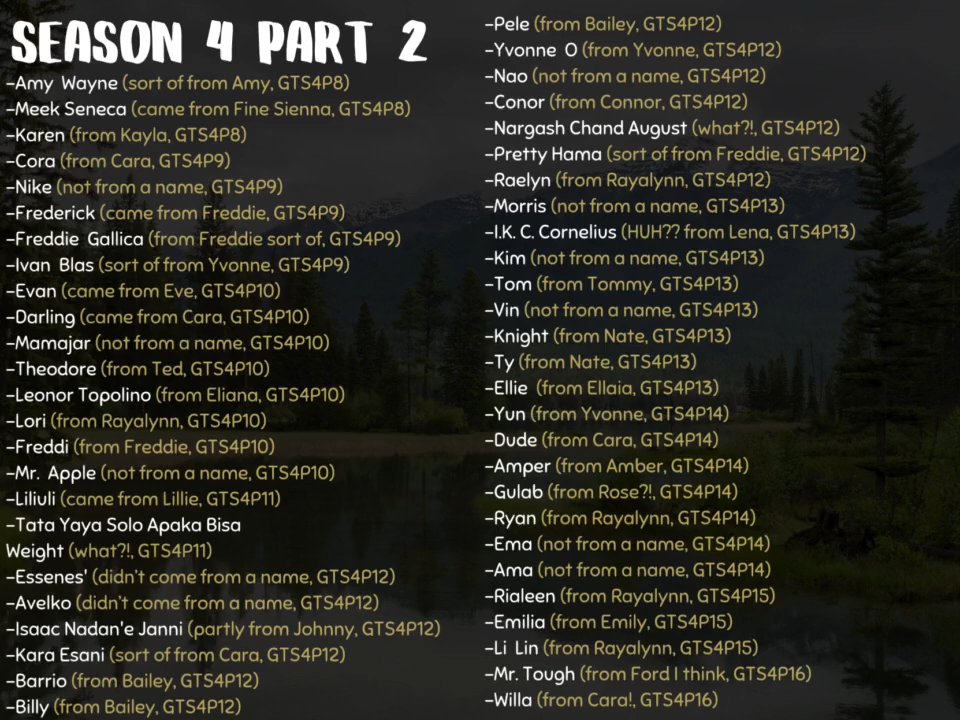 SEASON 4 PART 2
-Amy Wayne (sort of from Amy, GTS4P8)
-Meek Seneca (came from Fine Sienna, GTS4P8)
-Karen (from Kayla, GTS4P8)
-Cora (from Cara, GTS4P9)
-Nike (not from a name, GTS4P9)
-Frederick (came from Freddie, GTS4P9)
-Freddie Gallica (from Freddie sort of, GTS4P9)
-Ivan Blas (sort of from Yvonne, GTS4P9)
-Evan (came from Eve, GTS4P10)
-Darling (came from Cara, GTS4P10)
-Mamajar (not from a name, GTS4P10)
-Theodore (from Ted, GTS4P10)
-Leonor Topolino (from Eliana, GTS4P10)
-Lori (from Rayalynn, GTS4P10)
-Freddi (from Freddie, GTS4P10)
-Mr. Apple (not from a name, GTS4P10)
-Liliuli (came from Lillie, GTS4P11)
-Tata Yaya Solo Apaka Bisa
Weight (what?!, GTS4P11)
-Essenes' (didn't come from a name, GTS4P12)
-Avelko (didn't come from a name, GTS4P12)
-Isaac Nadan'e Janni (partly from Johnny, GTS4P12)
-Kara Esani (sort of from Cara, GTS4P12)
-Barrio (from Bailey, GTS4P12)
-Billy (from Bailey, GTS4P12)
-Pele (from Bailey, GTS4P12)
-Yvonne O (from Yvonne, GTS4P12)
-Nao (not from a name, GTS4P12)
-Conor (from Connor, GTS4P12)
-Nargash Chand August (what?!, GTS4P12)
-Pretty Hama (sort of from Freddie, GTS4P12)
-Raelyn (from Rayalynn, GTS4P12)
-Morris (not from a name, GTS4P13)
-I.K. C. Cornelius (HUH?? from Lena, GTS4P13)
-Kim (not from a name, GTS4P13)
-Tom (from Tommy, GTS4P13)
-Vin (not from a name, GTS4P13)
-Knight (from Nate, GTS4P13)
-Ty (from Nate, GTS4P13)
-Ellie (from Ellaia, GTS4P13)
-Yun (from Yvonne, GTS4P14)
-Dude (from Cara, GTS4P14)
-Amper (from Amber, GTS4P14)
-Gulab (from Rose?!, GTS4P14)
-Ryan (from Rayalynn, GTS4P14)
-Ema (not from a name, GTS4P14)
-Ama (not from a name, GTS4P14)
-Rialeen (from Rayalynn, GTS4P15)
-Emilia (from Emily, GTS4P15)
-Li Lin (from Rayalynn, GTS4P15)
-Mr. Tough (from Ford I think, GTS4P16)
-Willa (from Cara!, GTS4P16)